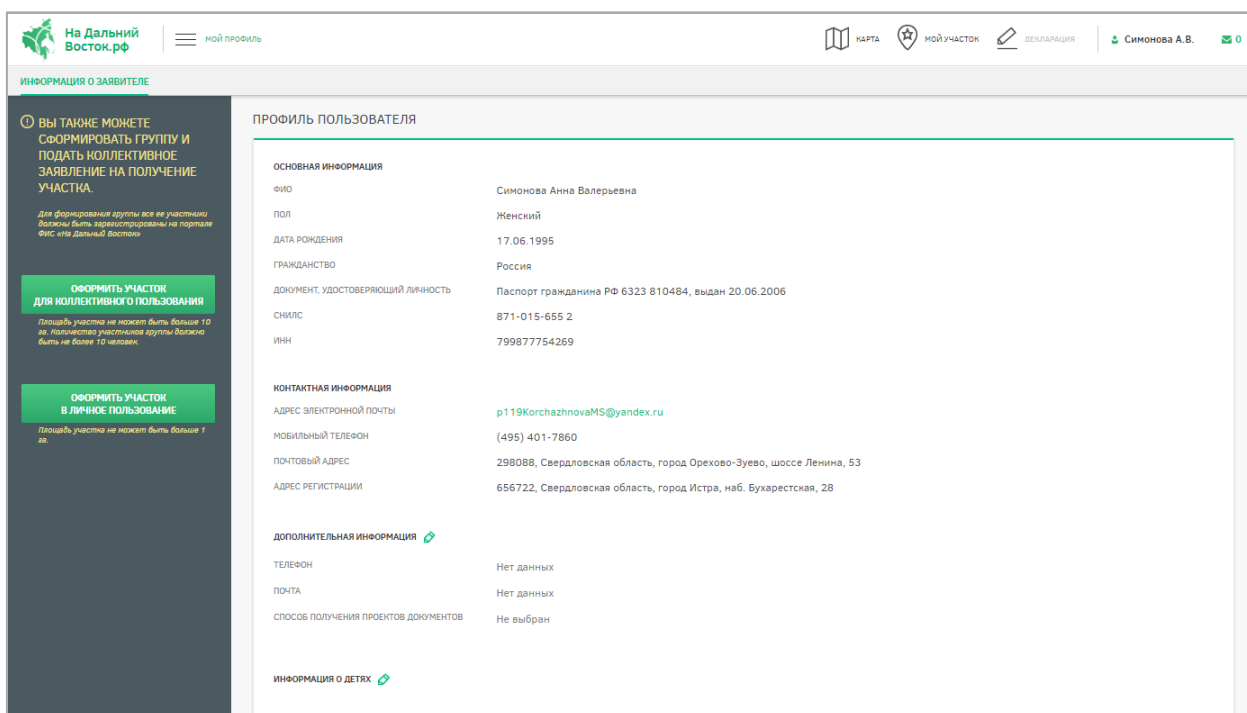 На Дальний
Восток.рф
МОЙ ПРОФИЛЬ
КАРТА
МОЙ УЧАСТОК
ДЕКЛАРАЦИЯ
Симонова А.В.
0
ИНФОРМАЦИЯ О ЗАЯВИТЕЛЕ
ВЫ ТАКЖЕ МОЖЕТЕ
СФОРМИРОВАТЬ ГРУППУ И
ПОДАТЬ КОЛЛЕКТИВНОЕ
ЗАЯВЛЕНИЕ НА ПОЛУЧЕНИЕ
УЧАСТКА.
Для формирования группы все ее участники
должны быть зарегистрированы на портале
ФИС «На Дальний Восток»
ОФОРМИТЬ УЧАСТОК
ДЛЯ КОЛЛЕКТИВНОГО ПОЛЬЗОВАНИЯ
Площадь участка не может быть больше 10
га. Количество участников группы должно
быть не более 10 человек.
ОФОРМИТЬ УЧАСТОК
В ЛИЧНОЕ ПОЛЬЗОВАНИЕ
Площадь участка не может быть больше 1
га.
ПРОФИЛЬ ПОЛЬЗОВАТЕЛЯ
ОСНОВНАЯ ИНФОРМАЦИЯ
ФИО Симонова Анна Валерьевна
ПОЛ Женский
ДАТА РОЖДЕНИЯ 17.06.1995
ГРАЖДАНСТВО Россия
ДОКУМЕНТ, УДОСТОВЕРЯЮЩИЙ ЛИЧНОСТЬ Паспорт гражданина РФ 6323 810484, выдан 20.06.2006
СНИЛС 871-015-655 2
ИНН 799877754269
КОНТАКТНАЯ ИНФОРМАЦИЯ
АДРЕС ЭЛЕКТРОННОЙ ПОЧТЫ p119KorchazhnovaMS@yandex.ru
МОБИЛЬНЫЙ ТЕЛЕФОН (495) 401-7860
ПОЧТОВЫЙ АДРЕС 298088, Свердловская область, город Орехово-Зуево, шоссе Ленина, 53
АДРЕС РЕГИСТРАЦИИ 656722, Свердловская область, город Истра, наб. Бухарестская, 28
ДОПОЛНИТЕЛЬНАЯ ИНФОРМАЦИЯ
ТЕЛЕФОН Нет данных
ПОЧТА Нет данных
СПОСОБ ПОЛУЧЕНИЯ ПРОЕКТОВ ДОКУМЕНТОВ Не выбран
ИНФОРМАЦИЯ О ДЕТЯХ